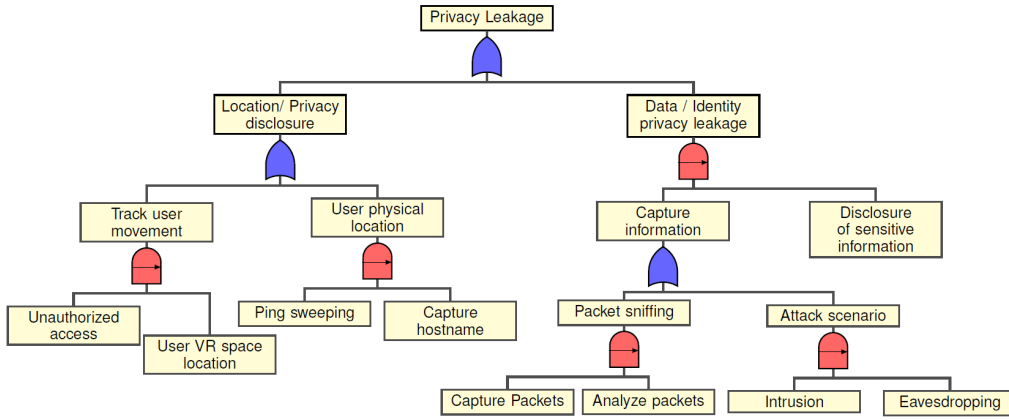 Privacy Leakage
Location/ Privacy
disclosure
Data / Identity
privacy leakage
Track user
movement
User physical
location
Capture
information
Disclosure
of sensitive
information
Unauthorized
access
User VR space
location
Ping sweeping
Capture
hostname
Packet sniffing
Attack scenario
Capture Packets
Analyze packets
Intrusion
Eavesdropping